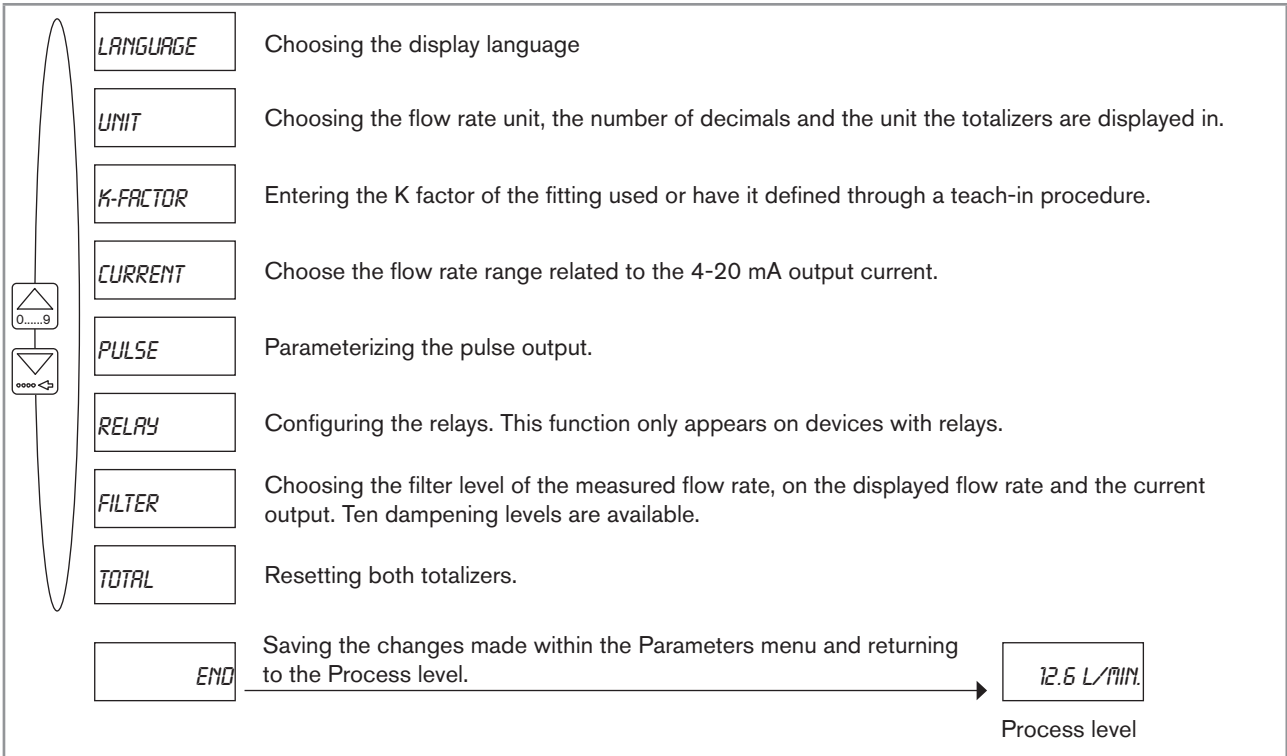 LANGUAGE
Choosing the display language
UNIT
Choosing the flow rate unit, the number of decimals and the unit the totalizers are displayed in.
K-FACTOR
Entering the K factor of the fitting used or have it defined through a teach-in procedure.
CURRENT
Choose the flow rate range related to the 4-20 mA output current.
0......9
PULSE
Parameterizing the pulse output.
RELAY
Configuring the relays. This function only appears on devices with relays.
FILTER
Choosing the filter level of the measured flow rate, on the displayed flow rate and the current
output. Ten dampening levels are available.
TOTAL
Resetting both totalizers.
END
Saving the changes made within the Parameters menu and returning
to the Process level.
12.6 L/MIN.
Process level